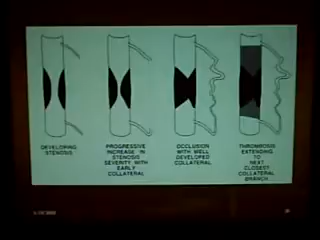 DEVELOPING
STENOSIS
PROGRESSIVE
INCREASE IN
STENOSIS
SEVERITY WITH
EARLY
COLLATERAL
OCCLUSION
WITH WELL
DEVELOPED
COLLATERAL
THROMBOSIS
EXTENDING
TO
NEXT
CLOSEST
COLLATERAL
BRANCH